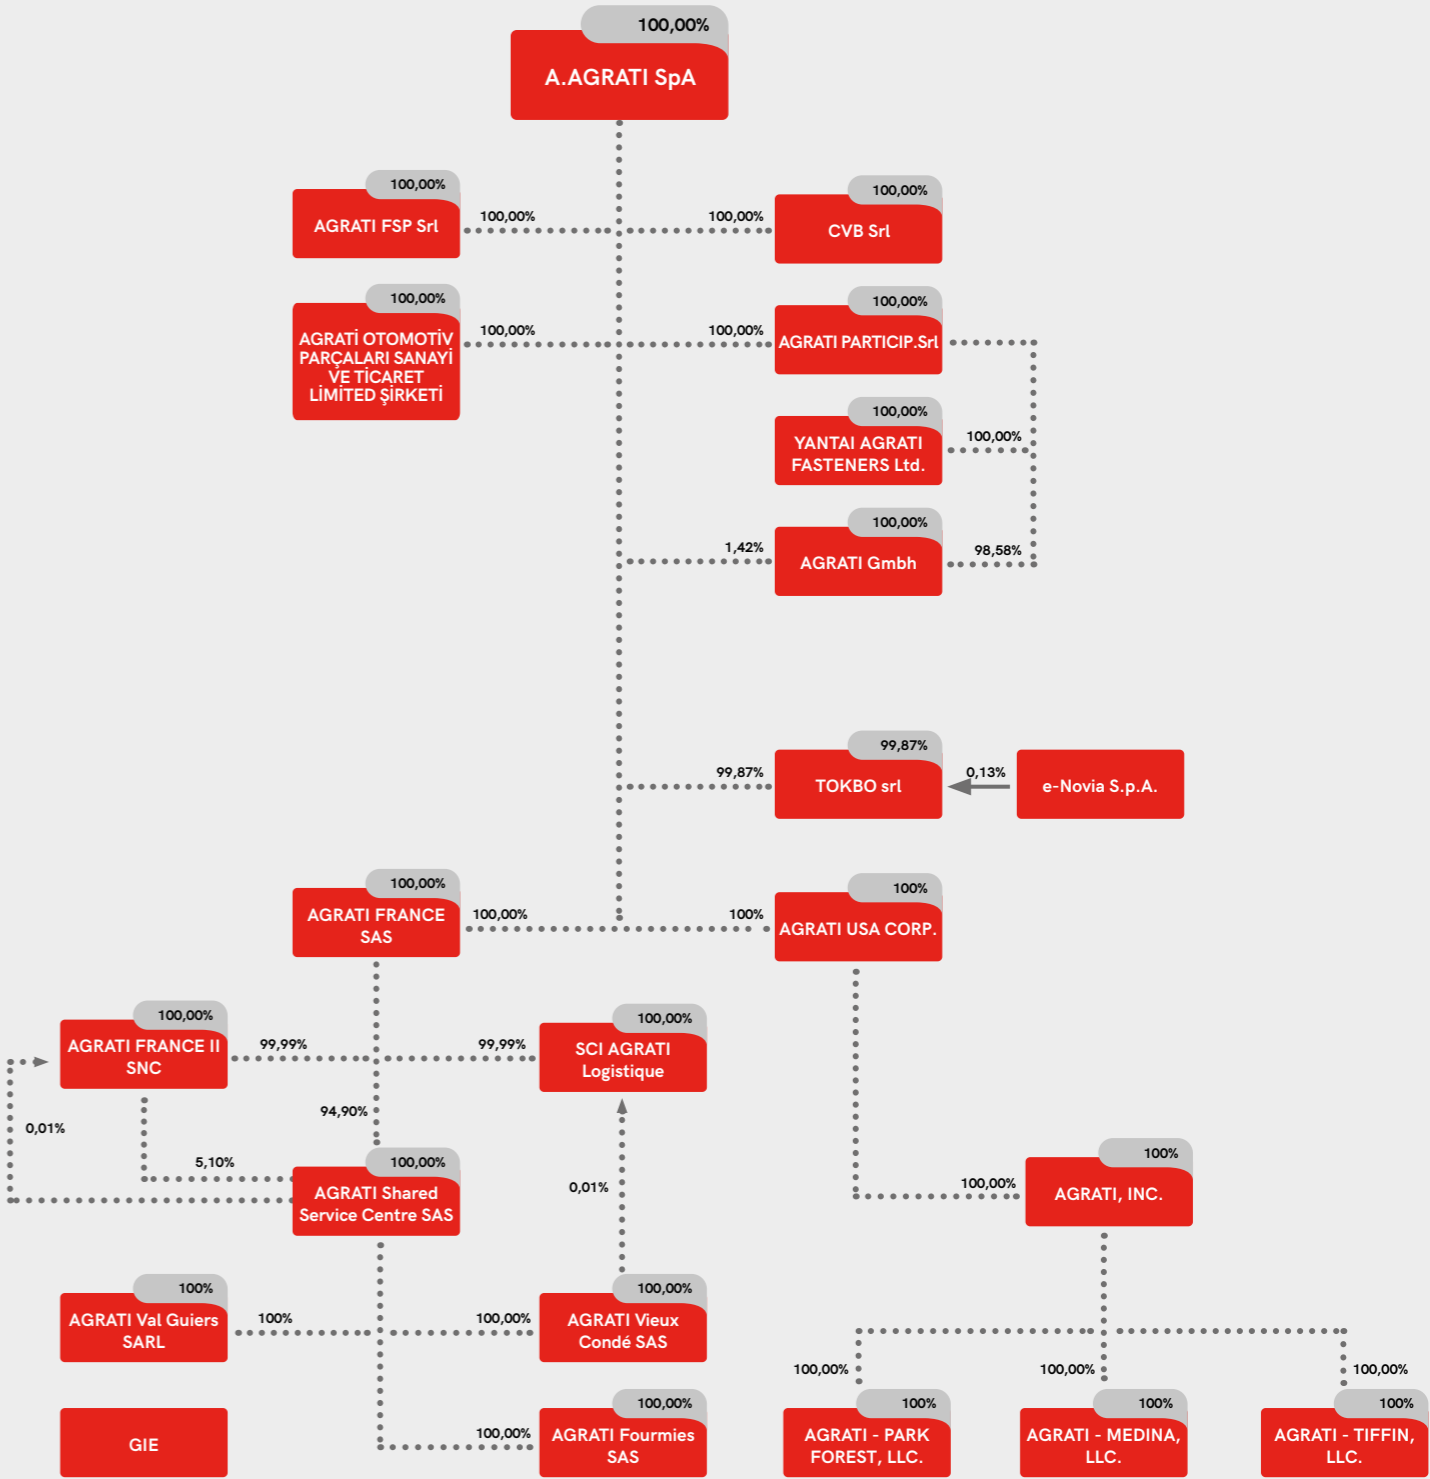 100,00%
A.AGRATI SpA
100,00%
AGRATI FSP Srl
100,00%
100,00%
100,00%
CVB Srl
100,00%
AGRATİ OTOMOTİV
PARÇALARI SANAYİ
VE TİCARET
LİMİTED ŞİRKETİ
100,00%
100,00%
100,00%
AGRATI PARTICIP.Srl
100,00%
YANTAI AGRATI
FASTENERS Ltd.
100,00%
1,42%
100,00%
AGRATI Gmbh
98,58%
99,87%
99,87%
TOKBO srl
0,13%
e-Novia S.p.A.
100,00%
AGRATI FRANCE
SAS
100,00%
100%
100%
AGRATI USA CORP.
100,00%
AGRATI FRANCE II
SNC
99,99%
99,99%
100,00%
SCI AGRATI
Logistique
0,01%
94,90%
5,10%
100,00%
AGRATI Shared
Service Centre SAS
0,01%
100,00%
100%
AGRATI, INC.
100%
AGRATI Val Guiers
SARL
100%
100,00%
100,00%
AGRATI Vieux
Condé SAS
GIE
100,00%
100,00%
AGRATI Fourmies
SAS
100,00%
100%
AGRATI - PARK
FOREST, LLC.
100,00%
100%
AGRATI - MEDINA,
LLC.
100,00%
100%
AGRATI - TIFFIN,
LLC.